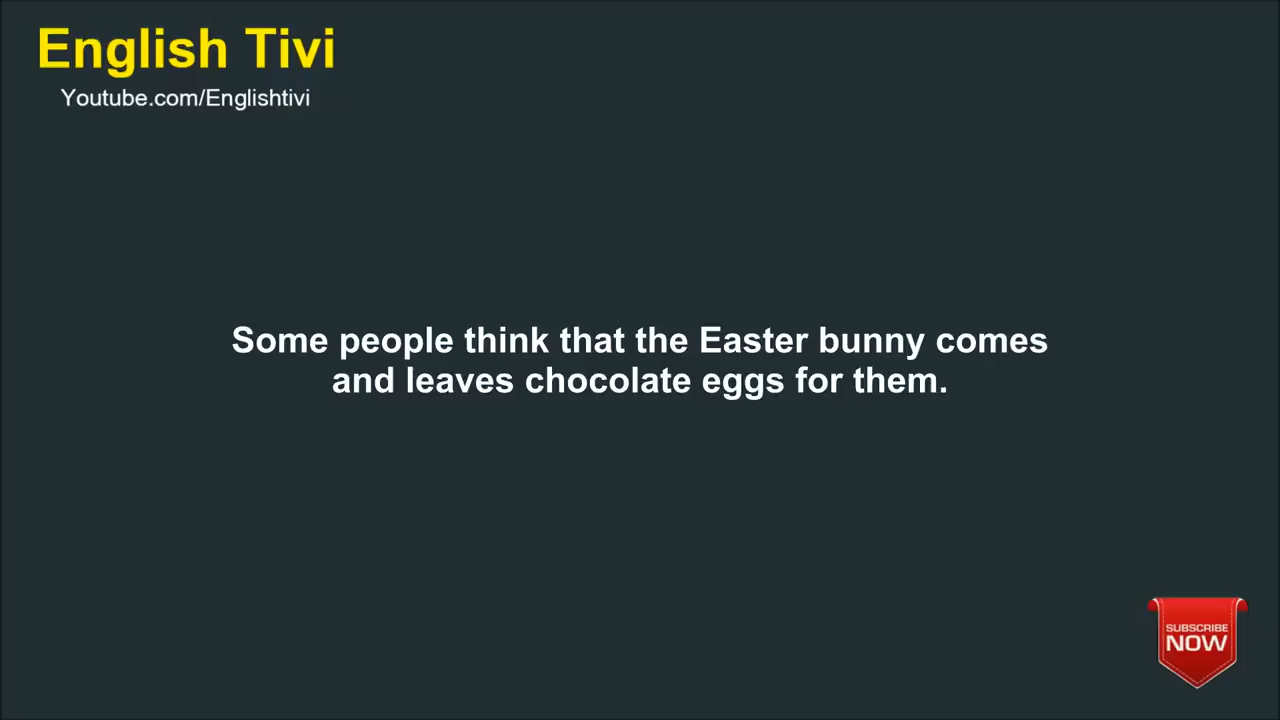 English Tivi
Youtube.com/Englishtivi
Some people think that the Easter bunny comes
and leaves chocolate eggs for them.
SUBSCRIBE
NOW